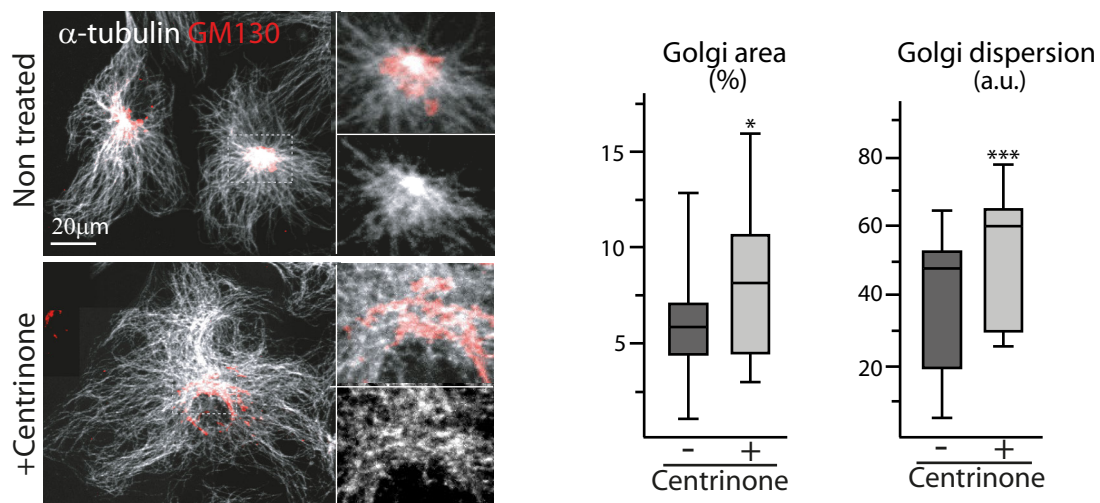 Non treated
α-tubulin GM130
20μm
+Centrinone
Golgi area
(%)
*
15
10
5
- +
Centrinone
Golgi dispersion
(a.u.)
***
80
60
40
20
- +
Centrinone